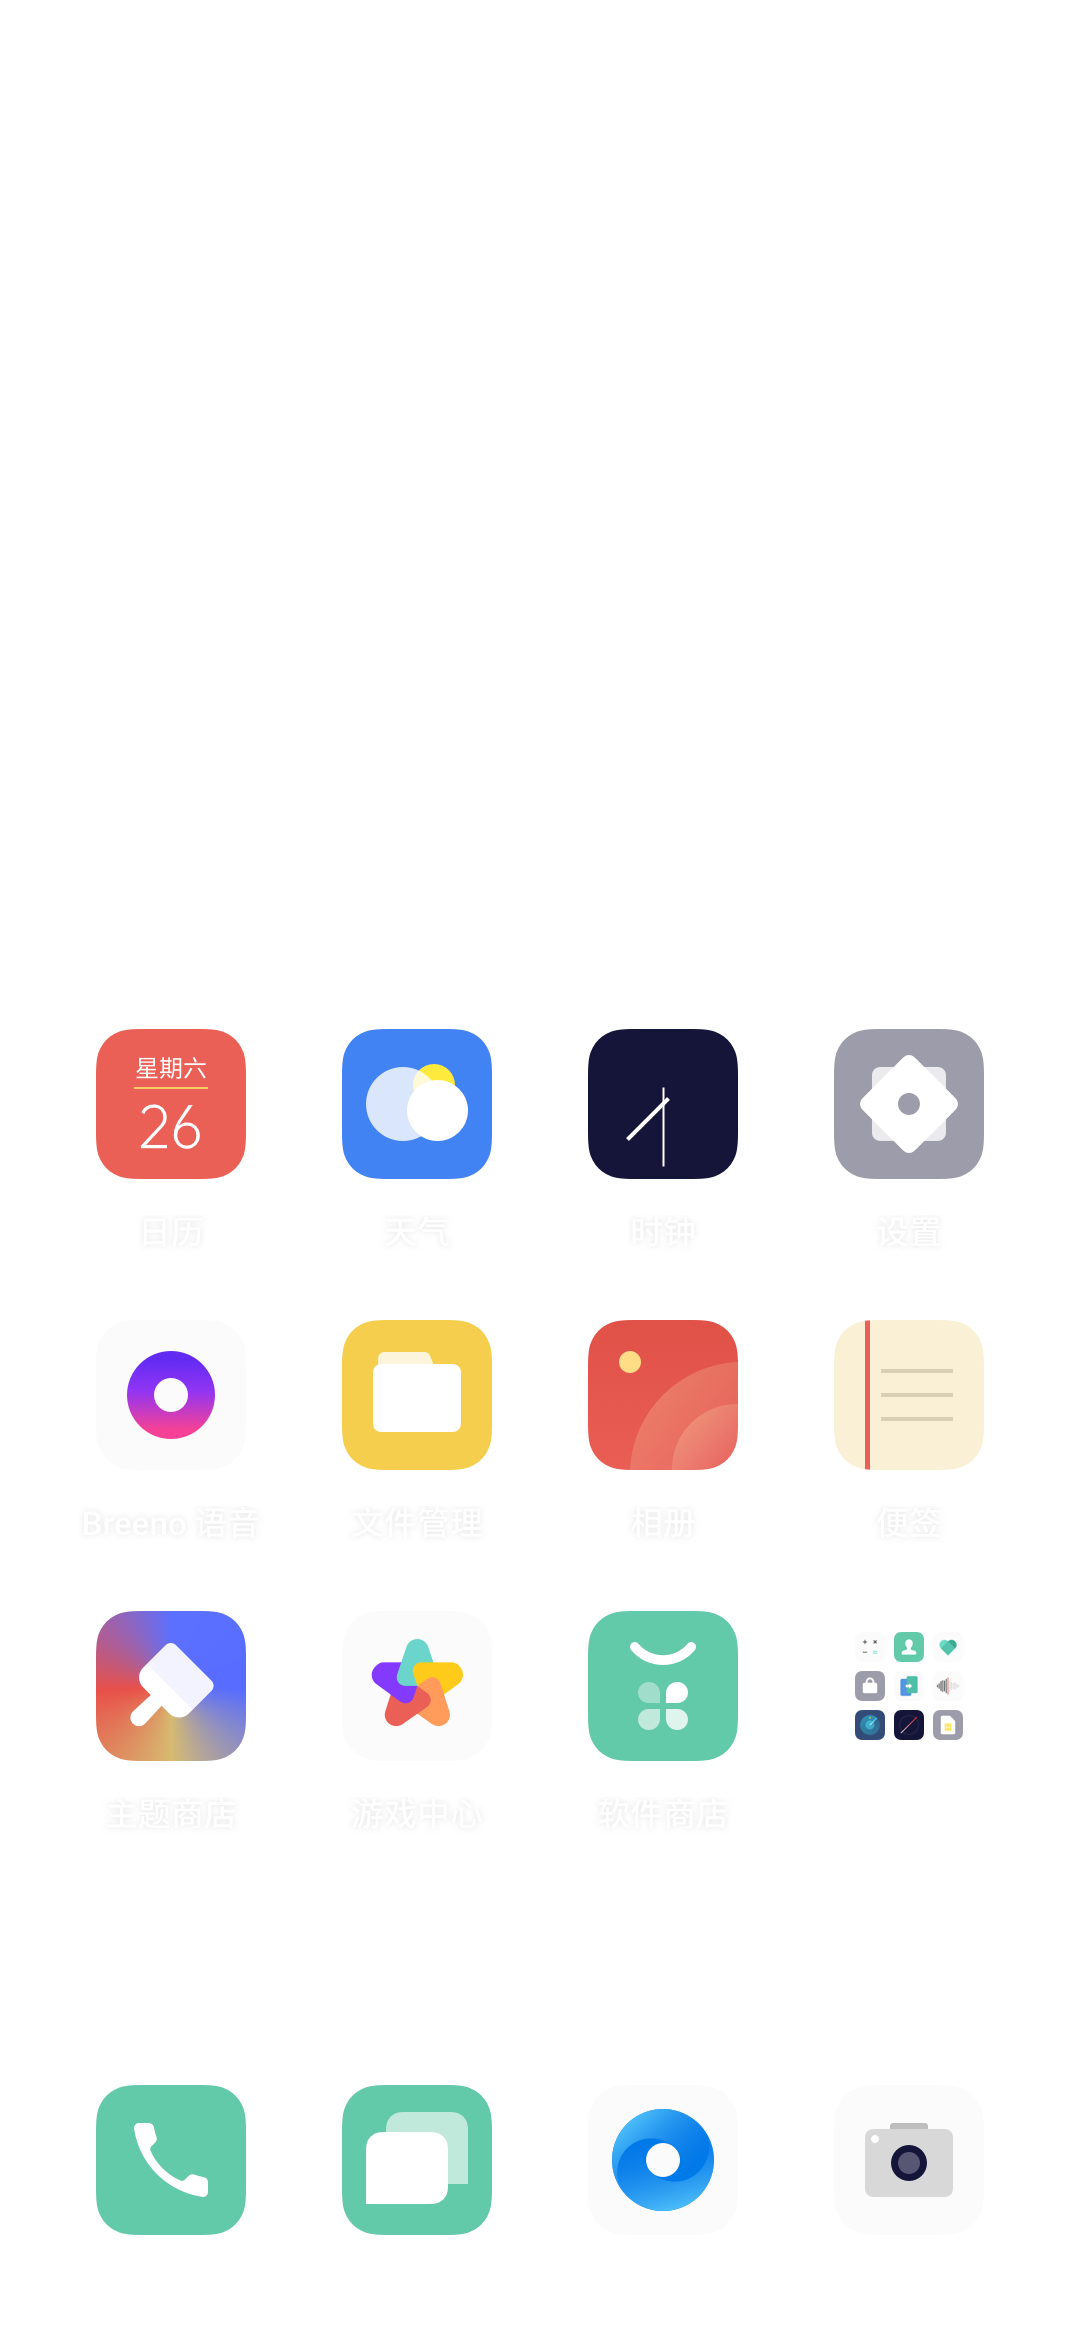 星期六
26
日历
天气
时钟
设置
Breeno 语音
文件管理
相册
便签
主题商店
游戏中心
软件商店